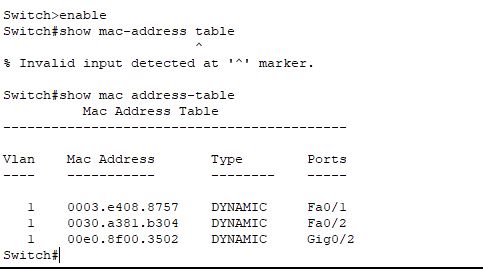 Switch>enable
Switch#show mac-address table
                        ^
% Invalid input detected at '^' marker.

Switch#show mac address-table
          Mac Address Table
-------------------------------------------

Vlan    Mac Address       Type        Ports
----    -----------       --------    -----

   1    0003.e408.8757    DYNAMIC     Fa0/1
   1    0030.a381.b304    DYNAMIC     Fa0/2
   1    00e0.8f00.3502    DYNAMIC     Gig0/2
Switch#